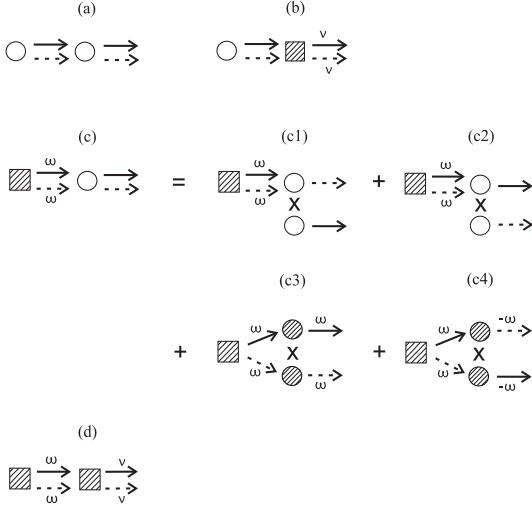 (a) (b)
ν
ν
(c) (c1) (c2)
ω ω ω
= +
ω ω ω
X X
(c3) (c4)
ω ω ω -ω
+ X + X
ω ω ω -ω
(d)
ω ν
ω ν